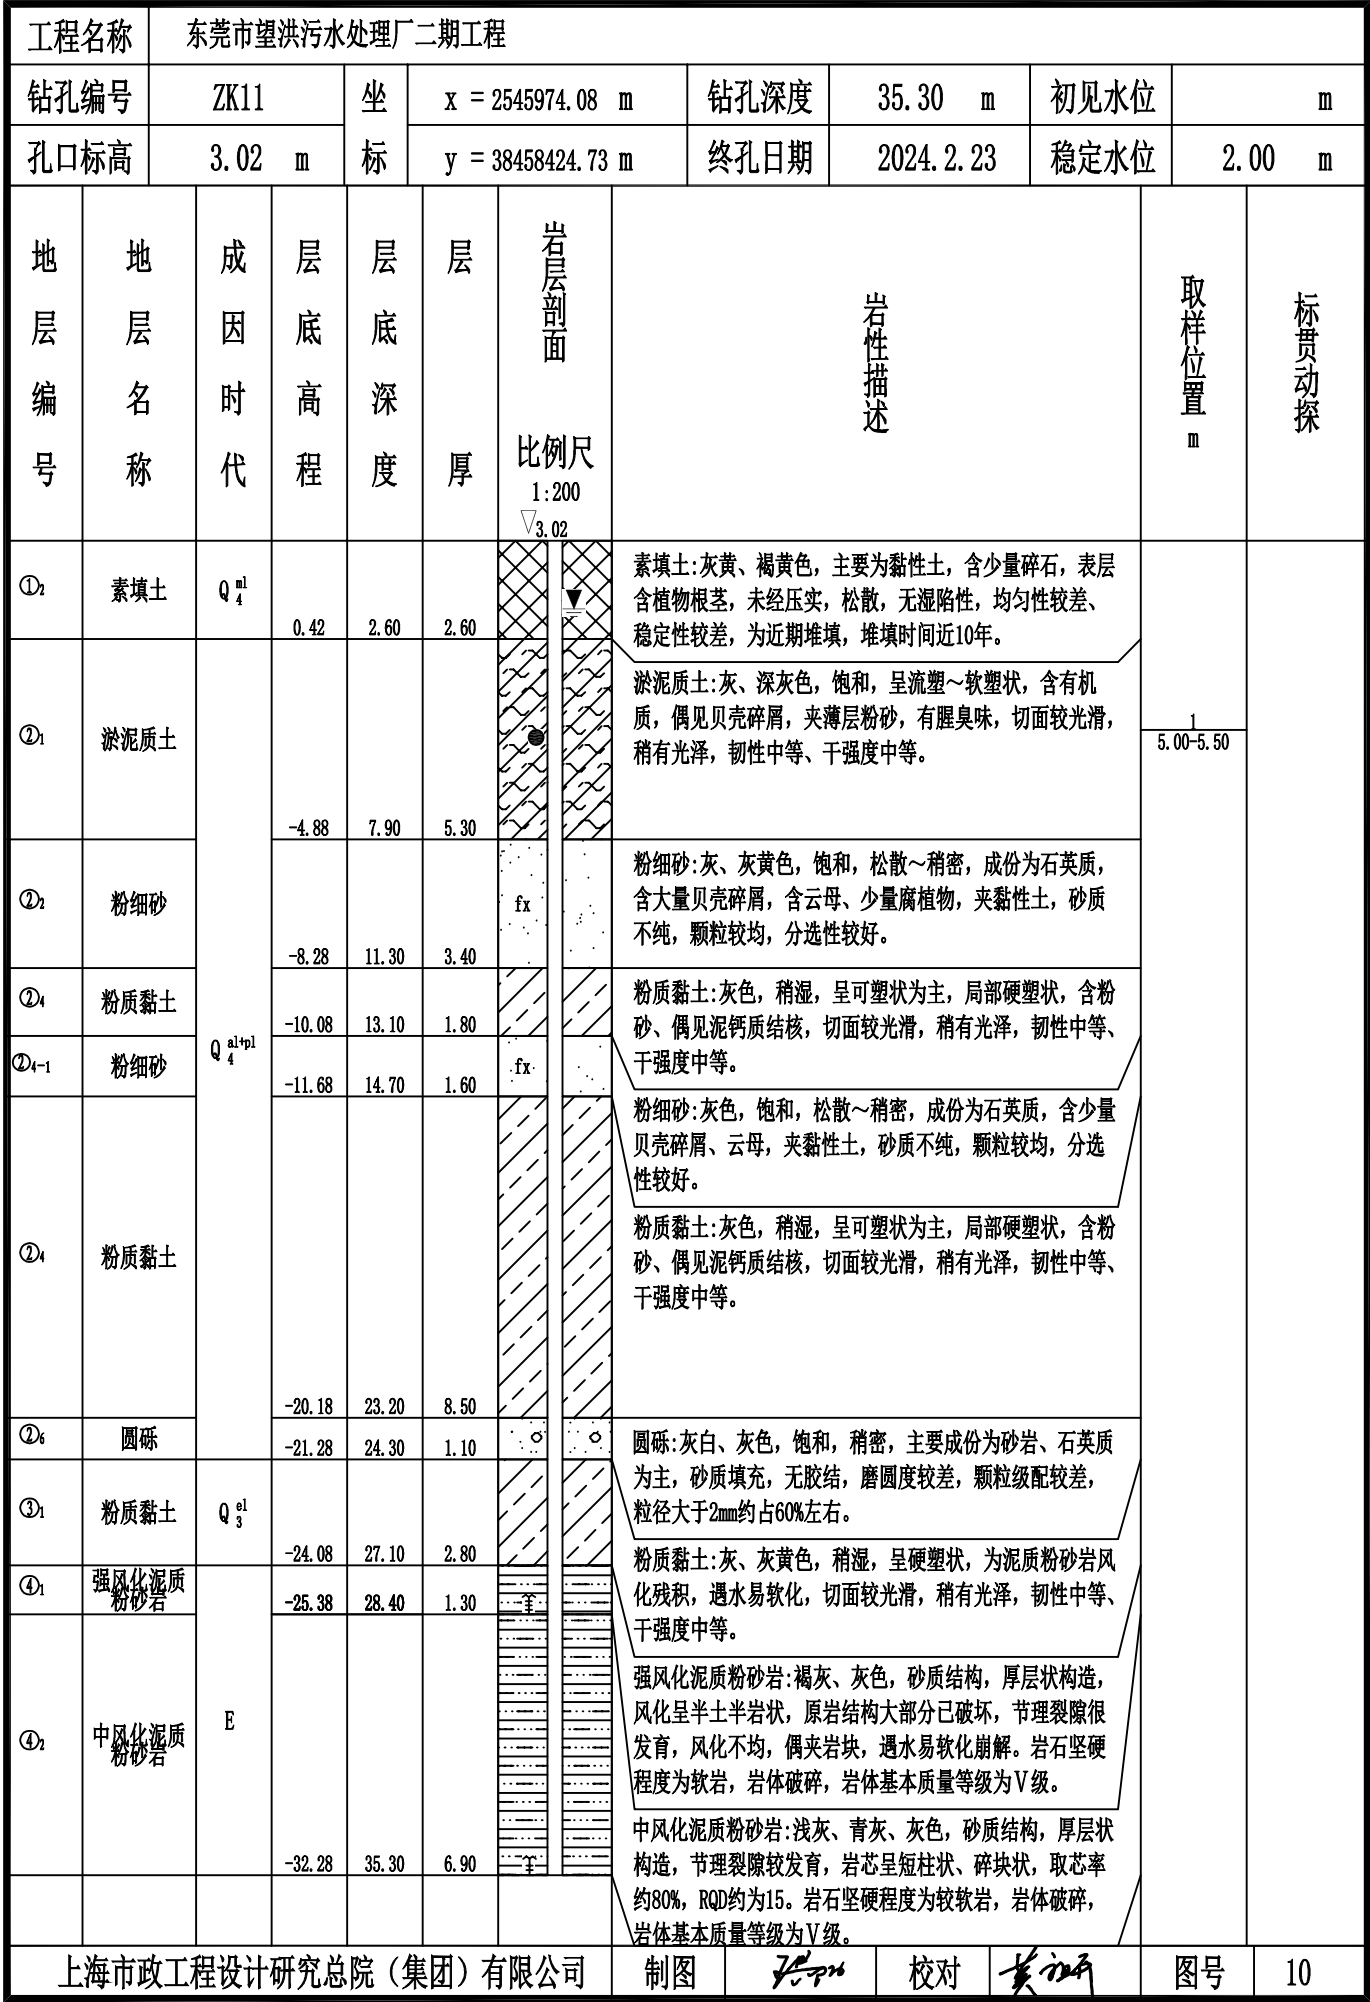 工程名称 东莞市望洪污水处理厂二期工程
钻孔编号 ZK11 坐标 x = 2545974.08 m 钻孔深度 35.30 m 初见水位 m
孔口标高 3.02 m y = 38458424.73 m 终孔日期 2024.2.23 稳定水位 2.00 m
地层编号 地层名称 成因时代 层底高程 层底深度 层厚 岩层剖面 比例尺 1:200 岩性描述 取样位置 m 标贯动探
3.02
①2 素填土 Q4ml 0.42 2.60 2.60
素填土:灰黄、褐黄色，主要为黏性土，含少量碎石，表层
含植物根茎，未经压实，松散，无湿陷性，均匀性较差、
稳定性较差，为近期堆填，堆填时间近10年。
②1 淤泥质土 -4.88 7.90 5.30
淤泥质土:灰、深灰色，饱和，呈流塑～软塑状，含有机
质，偶见贝壳碎屑，夹薄层粉砂，有腥臭味，切面较光滑，
稍有光泽，韧性中等、干强度中等。
1
5.00-5.50
②2 粉细砂 -8.28 11.30 3.40
fx
粉细砂:灰、灰黄色，饱和，松散～稍密，成份为石英质，
含大量贝壳碎屑，含云母、少量腐植物，夹黏性土，砂质
不纯，颗粒较均，分选性较好。
②4 粉质黏土 -10.08 13.10 1.80
粉质黏土:灰色，稍湿，呈可塑状为主，局部硬塑状，含粉
砂、偶见泥钙质结核，切面较光滑，稍有光泽，韧性中等、
干强度中等。
Q4al+pl
②4-1 粉细砂 -11.68 14.70 1.60
fx
粉细砂:灰色，饱和，松散～稍密，成份为石英质，含少量
贝壳碎屑、云母，夹黏性土，砂质不纯，颗粒较均，分选
性较好。
②4 粉质黏土 -20.18 23.20 8.50
粉质黏土:灰色，稍湿，呈可塑状为主，局部硬塑状，含粉
砂、偶见泥钙质结核，切面较光滑，稍有光泽，韧性中等、
干强度中等。
②6 圆砾 -21.28 24.30 1.10
圆砾:灰白、灰色，饱和，稍密，主要成份为砂岩、石英质
为主，砂质填充，无胶结，磨圆度较差，颗粒级配较差，
粒径大于2mm约占60%左右。
③1 粉质黏土 Q3el -24.08 27.10 2.80
粉质黏土:灰、灰黄色，稍湿，呈硬塑状，为泥质粉砂岩风
化残积，遇水易软化，切面较光滑，稍有光泽，韧性中等、
干强度中等。
④1 强风化泥质粉砂岩 -25.38 28.40 1.30
强风化泥质粉砂岩:褐灰、灰色，砂质结构，厚层状构造，
风化呈半土半岩状，原岩结构大部分已破坏，节理裂隙很
发育，风化不均，偶夹岩块，遇水易软化崩解。岩石坚硬
程度为软岩，岩体破碎，岩体基本质量等级为Ⅴ级。
④2 中风化泥质粉砂岩 E -32.28 35.30 6.90
中风化泥质粉砂岩:浅灰、青灰、灰色，砂质结构，厚层状
构造，节理裂隙较发育，岩芯呈短柱状、碎块状，取芯率
约80%，RQD约为15。岩石坚硬程度为较软岩，岩体破碎，
岩体基本质量等级为Ⅴ级。
上海市政工程设计研究总院（集团）有限公司 制图 校对 图号 10